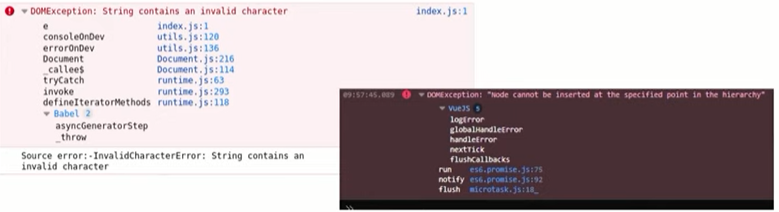 DOMException: String contains an invalid character index.js:1
e index.js:1
consoleOnDev utils.js:120
errorOnDev utils.js:136
Document Document.js:216
_callee$ Document.js:114
tryCatch runtime.js:63
invoke runtime.js:293
defineIteratorMethods runtime.js:118
Babel 2
asyncGeneratorStep
_throw
Source error:-InvalidCharacterError: String contains an
invalid character
09:57:45.089 DOMException: "Node cannot be inserted at the specified point in the hierarchy"
VueJS 5
logError
globalHandleError
handleError
nextTick
flushCallbacks
run es6.promise.js:75
notify es6.promise.js:92
flush microtask.js:18
»